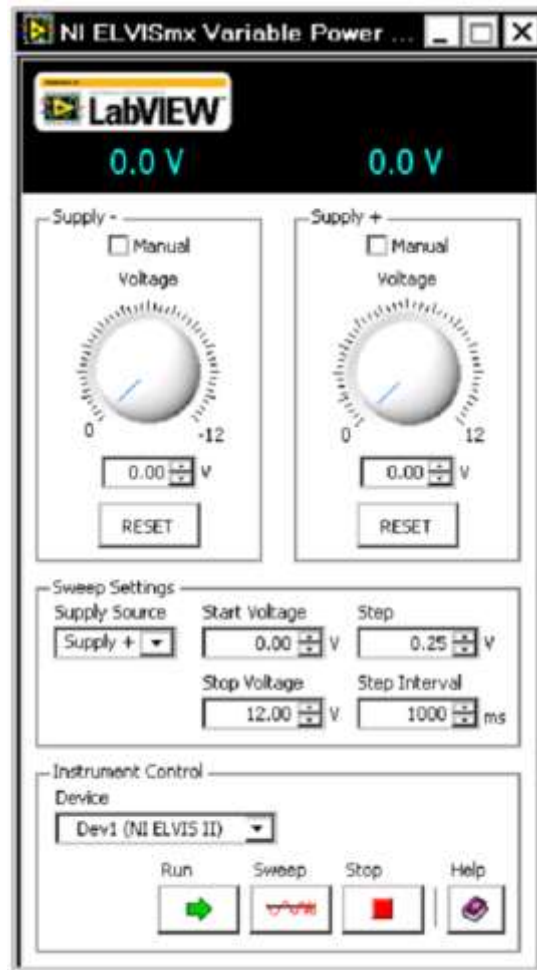 NI ELVISmx Variable Power ...
LabVIEW
0.0 V 0.0 V
Supply - Supply +
Manual Manual
Voltage Voltage
0 -12 0 12
0.00 V 0.00 V
RESET RESET
Sweep Settings
Supply Source Start Voltage Step
Supply + 0.00 V 0.25 V
Stop Voltage Step Interval
12.00 V 1000 ms
Instrument Control
Device
Dev1 (NI ELVIS II)
Run Sweep Stop Help